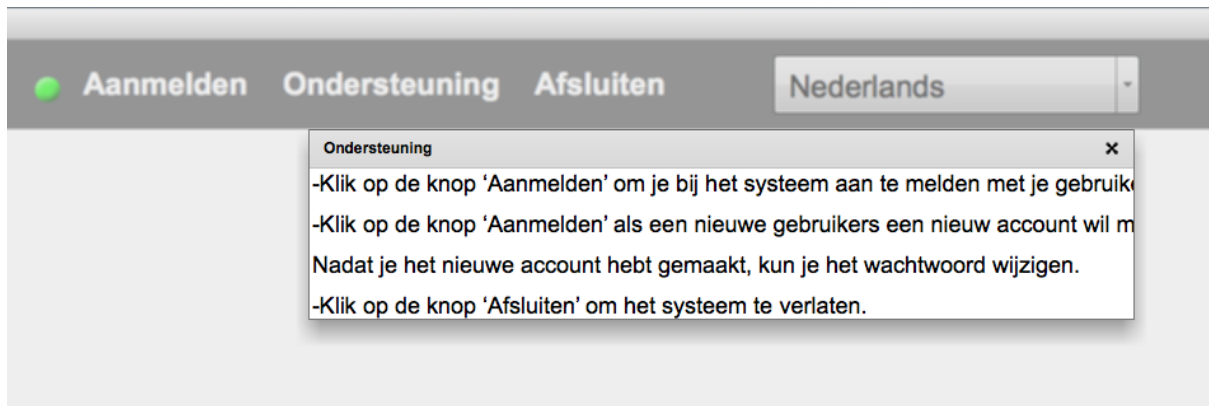 Aanmelden Ondersteuning Afsluiten Nederlands
Ondersteuning
-Klik op de knop ‘Aanmelden’ om je bij het systeem aan te melden met je
-Klik op de knop ‘Aanmelden’ als een nieuwe gebruikers een nieuw account wil
Nadat je het nieuwe account hebt gemaakt, kun je het wachtwoord wijzigen.
-Klik op de knop ‘Afsluiten’ om het systeem te verlaten.